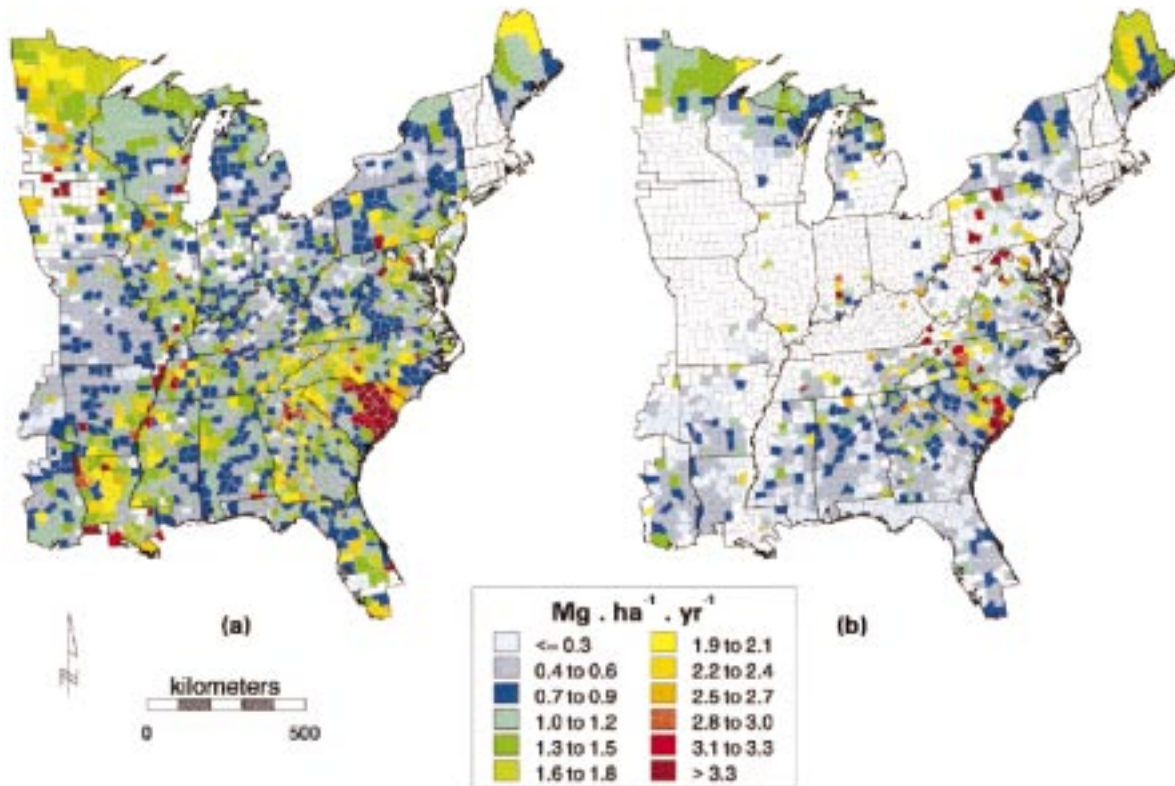 (a)
(b)
kilometers
0 500
Mg . ha⁻¹ . yr⁻¹
<= 0.3
0.4 to 0.6
0.7 to 0.9
1.0 to 1.2
1.3 to 1.5
1.6 to 1.8
1.9 to 2.1
2.2 to 2.4
2.5 to 2.7
2.8 to 3.0
3.1 to 3.3
> 3.3